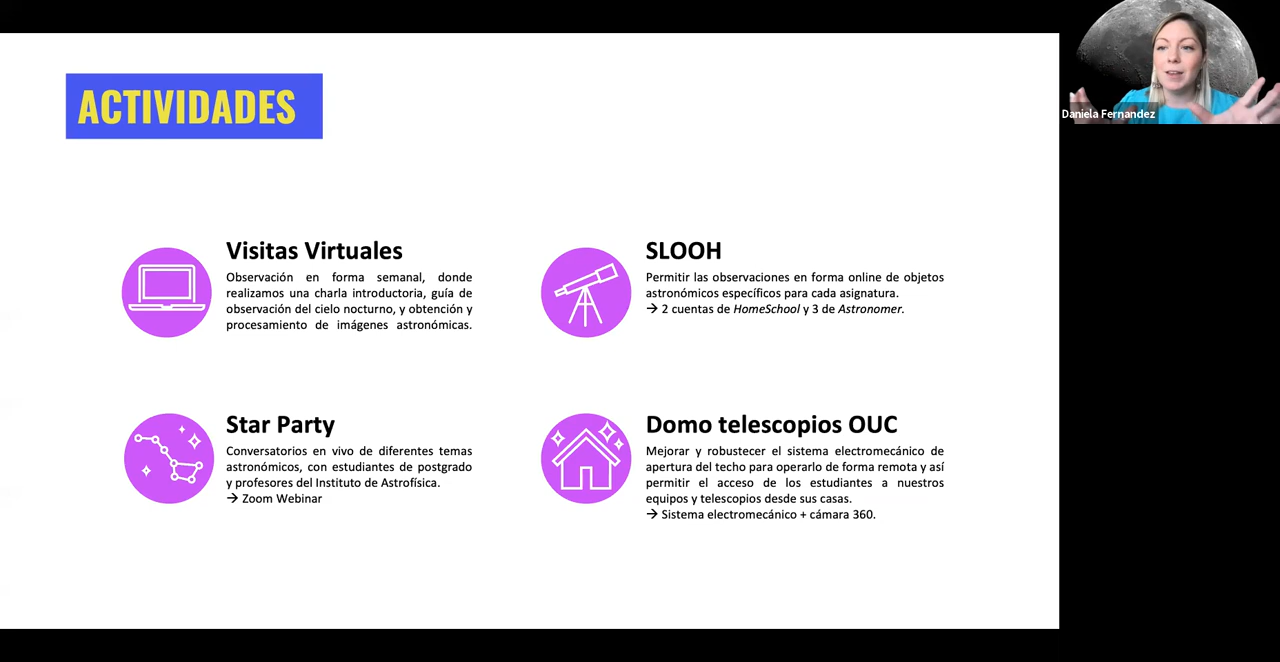 ACTIVIDADES
Daniela Fernandez
Visitas Virtuales
Observación en forma semanal, donde
realizamos una charla introductoria, guía de
observación del cielo nocturno, y obtención y
procesamiento de imágenes astronómicas.
SLOOH
Permitir las observaciones en forma online de objetos
astronómicos específicos para cada asignatura.
→ 2 cuentas de HomeSchool y 3 de Astronomer.
Star Party
Conversatorios en vivo de diferentes temas
astronómicos, con estudiantes de postgrado
y profesores del Instituto de Astrofísica.
→ Zoom Webinar
Domo telescopios OUC
Mejorar y robustecer el sistema electromecánico de
apertura del techo para operarlo de forma remota y así
permitir el acceso de los estudiantes a nuestros
equipos y telescopios desde sus casas.
→ Sistema electromecánico + cámara 360.